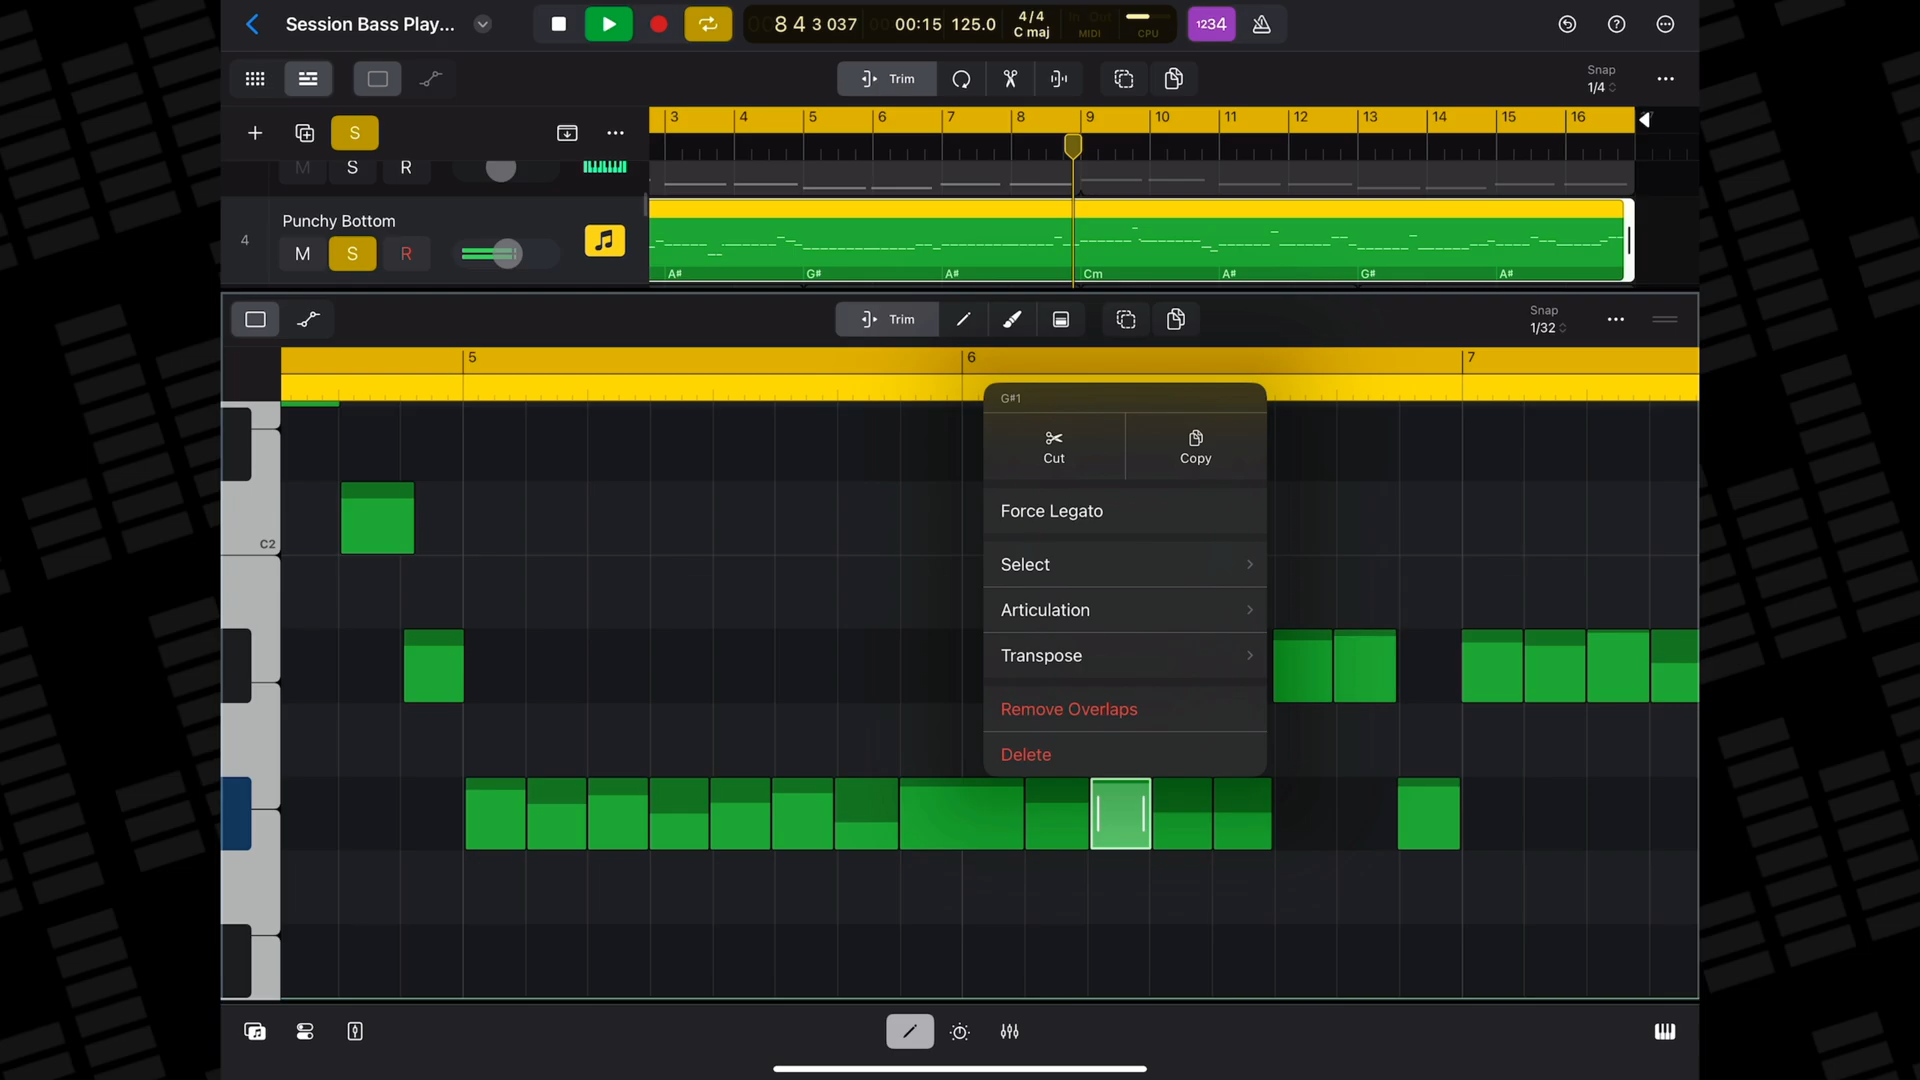 Session Bass Play...
8 4 3 037
00:15
125.0
4/4
C maj
In Out
MIDI
CPU
1234
Trim
Snap
1/4
S
3 4 5 6 7 8 9 10 11 12 13 14 15 16
M S R
4
Punchy Bottom
M S R
A# G# A# Cm A# G# A#
Trim
Snap
1/32
5 6 7
G#1
Cut
Copy
Force Legato
Select
Articulation
Transpose
Remove Overlaps
Delete
C2